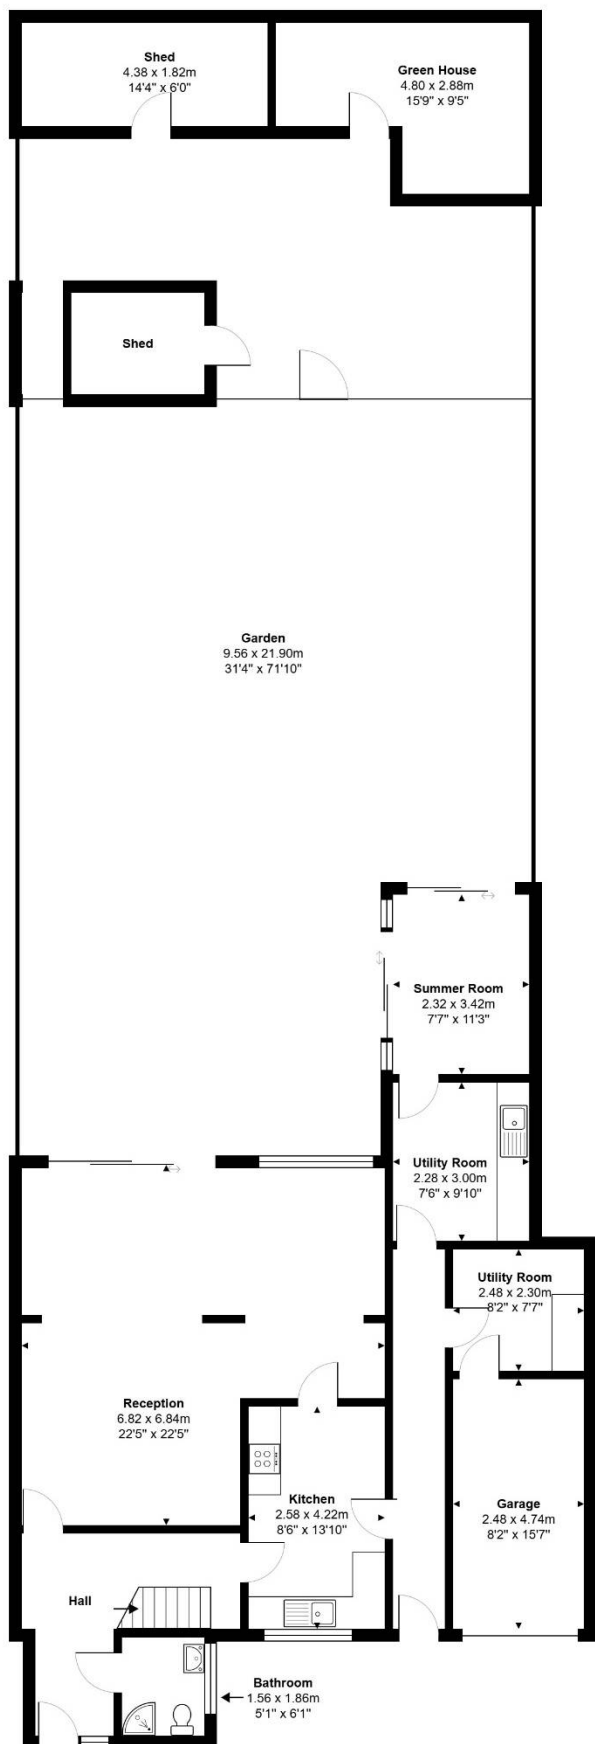 Shed
4.38 x 1.82m
14'4" x 6'0"
Green House
4.80 x 2.88m
15'9" x 9'5"
Shed
Garden
9.56 x 21.90m
31'4" x 71'10"
Summer Room
2.32 x 3.42m
7'7" x 11'3"
Utility Room
2.28 x 3.00m
7'6" x 9'10"
Utility Room
2.48 x 2.30m
8'2" x 7'7"
Reception
6.82 x 6.84m
22'5" x 22'5"
Kitchen
2.58 x 4.22m
8'6" x 13'10"
Garage
2.48 x 4.74m
8'2" x 15'7"
Hall
Bathroom
1.56 x 1.86m
5'1" x 6'1"